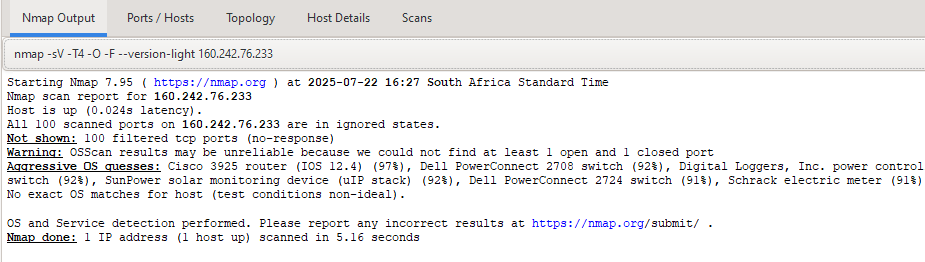 Nmap Output Ports / Hosts Topology Host Details Scans
nmap -sV -T4 -O -F --version-light 160.242.76.233
Starting Nmap 7.95 ( https://nmap.org ) at 2025-07-22 16:27 South Africa Standard Time
Nmap scan report for 160.242.76.233
Host is up (0.024s latency).
All 100 scanned ports on 160.242.76.233 are in ignored states.
Not shown: 100 filtered tcp ports (no-response)
Warning: OSScan results may be unreliable because we could not find at least 1 open and 1 closed port
Aggressive OS guesses: Cisco 3925 router (IOS 12.4) (97%), Dell PowerConnect 2708 switch (92%), Digital Loggers, Inc. power control
switch (92%), SunPower solar monitoring device (uIP stack) (92%), Dell PowerConnect 2724 switch (91%), Schrack electric meter (91%)
No exact OS matches for host (test conditions non-ideal).
OS and Service detection performed. Please report any incorrect results at https://nmap.org/submit/ .
Nmap done: 1 IP address (1 host up) scanned in 5.16 seconds